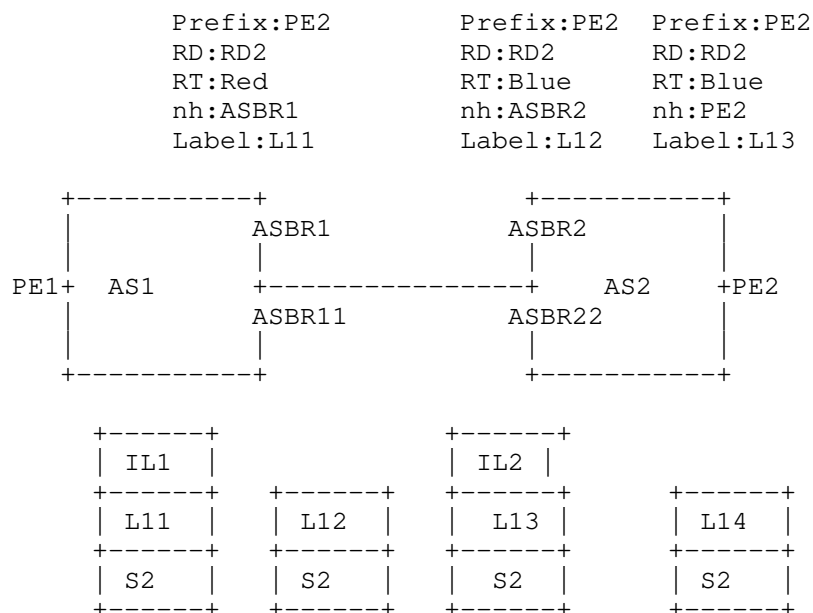 Prefix:PE2 Prefix:PE2 Prefix:PE2
RD:RD2 RD:RD2 RD:RD2
RT:Red RT:Blue RT:Blue
nh:ASBR1 nh:ASBR2 nh:PE2
Label:L11 Label:L12 Label:L13
ASBR1 ASBR2
PE1 AS1 AS2 PE2
ASBR11 ASBR22
IL1 IL2
L11 L12 L13 L14
S2 S2 S2 S2